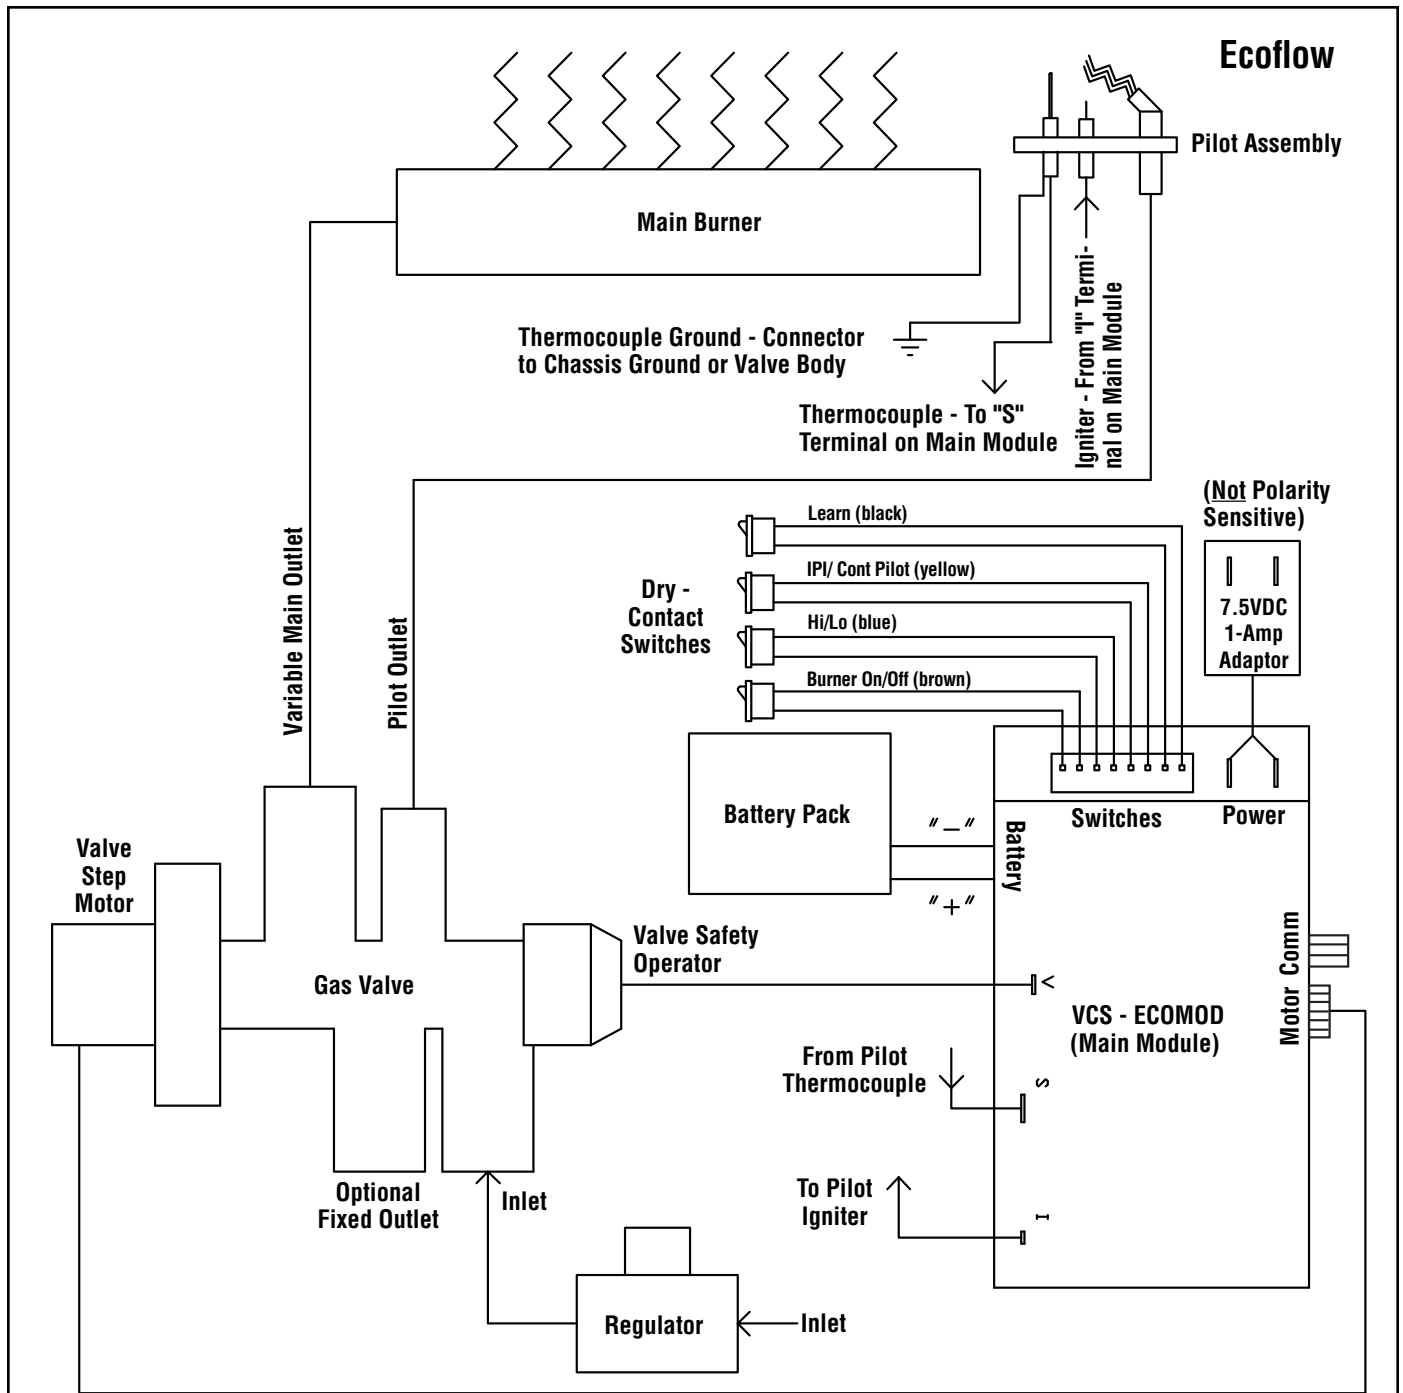 Ecoflow
Pilot Assembly
Main Burner
Thermocouple Ground - Connector
to Chassis Ground or Valve Body
Thermocouple - To "S"
Terminal on Main Module
Igniter - From "I" Termi-
nal on Main Module
(Not Polarity
Sensitive)
7.5VDC
1-Amp
Adaptor
Learn (black)
IPI/ Cont Pilot (yellow)
Hi/Lo (blue)
Burner On/Off (brown)
Dry -
Contact
Switches
Variable Main Outlet
Pilot Outlet
Battery Pack
"–"
"+"
Battery
Switches
Power
Valve
Step
Motor
Gas Valve
Valve Safety
Operator
V
VCS - ECOMOD
(Main Module)
Motor Comm
From Pilot
Thermocouple
S
To Pilot
Igniter
I
Optional
Fixed Outlet
Inlet
Regulator
Inlet